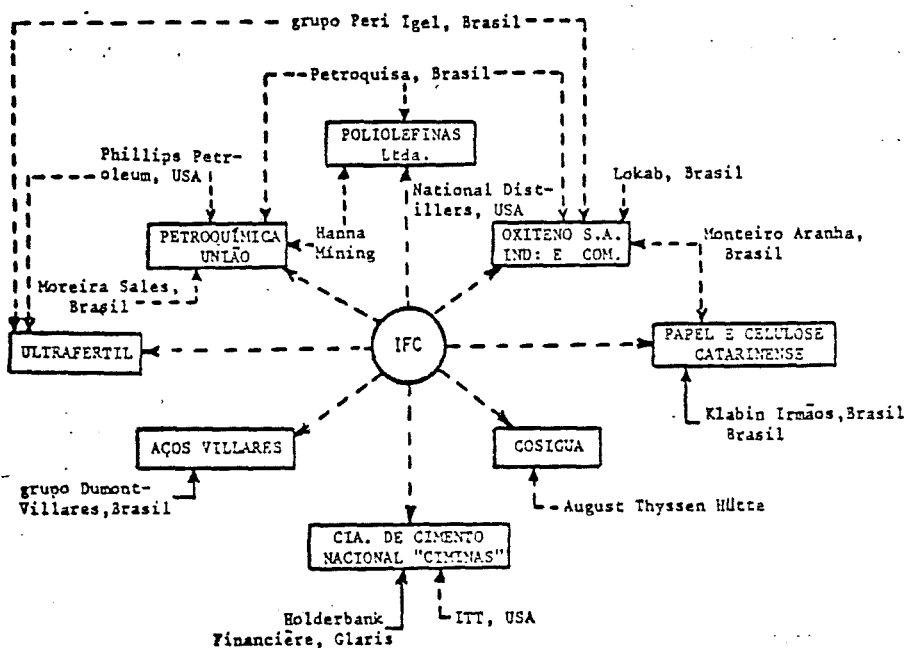 grupo Peri Igel, Brasil
Petroquisa, Brasil
POLIOLEFINAS
Ltda.
Phillips Petr-
oleum, USA
National Dist-
illers, USA
Lokab, Brasil
PETROQUÍMICA
UNIÃO
Hanna
Mining
OXITENO S.A.
IND: E COM.
Monteiro Aranha,
Brasil
Moreira Sales,
Brasil
ULTRAFERTIL
IFC
PAPEL E CELULOSE
CATARINENSE
Klabin Irmãos,Brasil
Brasil
AÇOS VILLARES
COSIGUA
grupo Dumont-
Villares,Brasil
August Thyssen Hütte
CIA. DE CIMENTO
NACIONAL "CIMINAS"
Holderbank
Financière, Glaris
ITT, USA